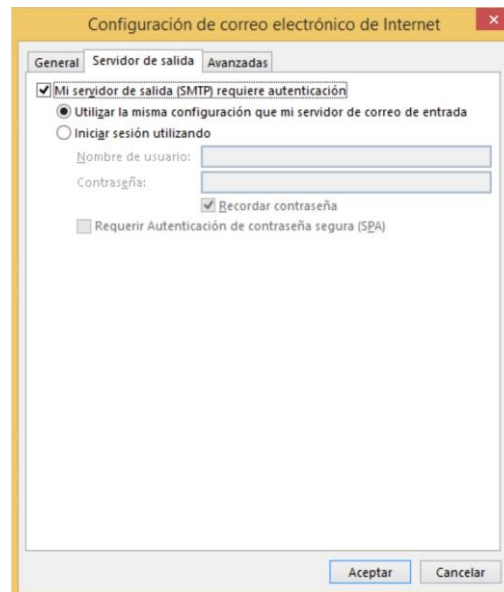 Configuración de correo electrónico de Internet
General Servidor de salida Avanzadas
Mi servidor de salida (SMTP) requiere autenticación
Utilizar la misma configuración que mi servidor de correo de entrada
Iniciar sesión utilizando
Nombre de usuario:
Contraseña:
Recordar contraseña
Requerir Autenticación de contraseña segura (SPA)
Aceptar Cancelar